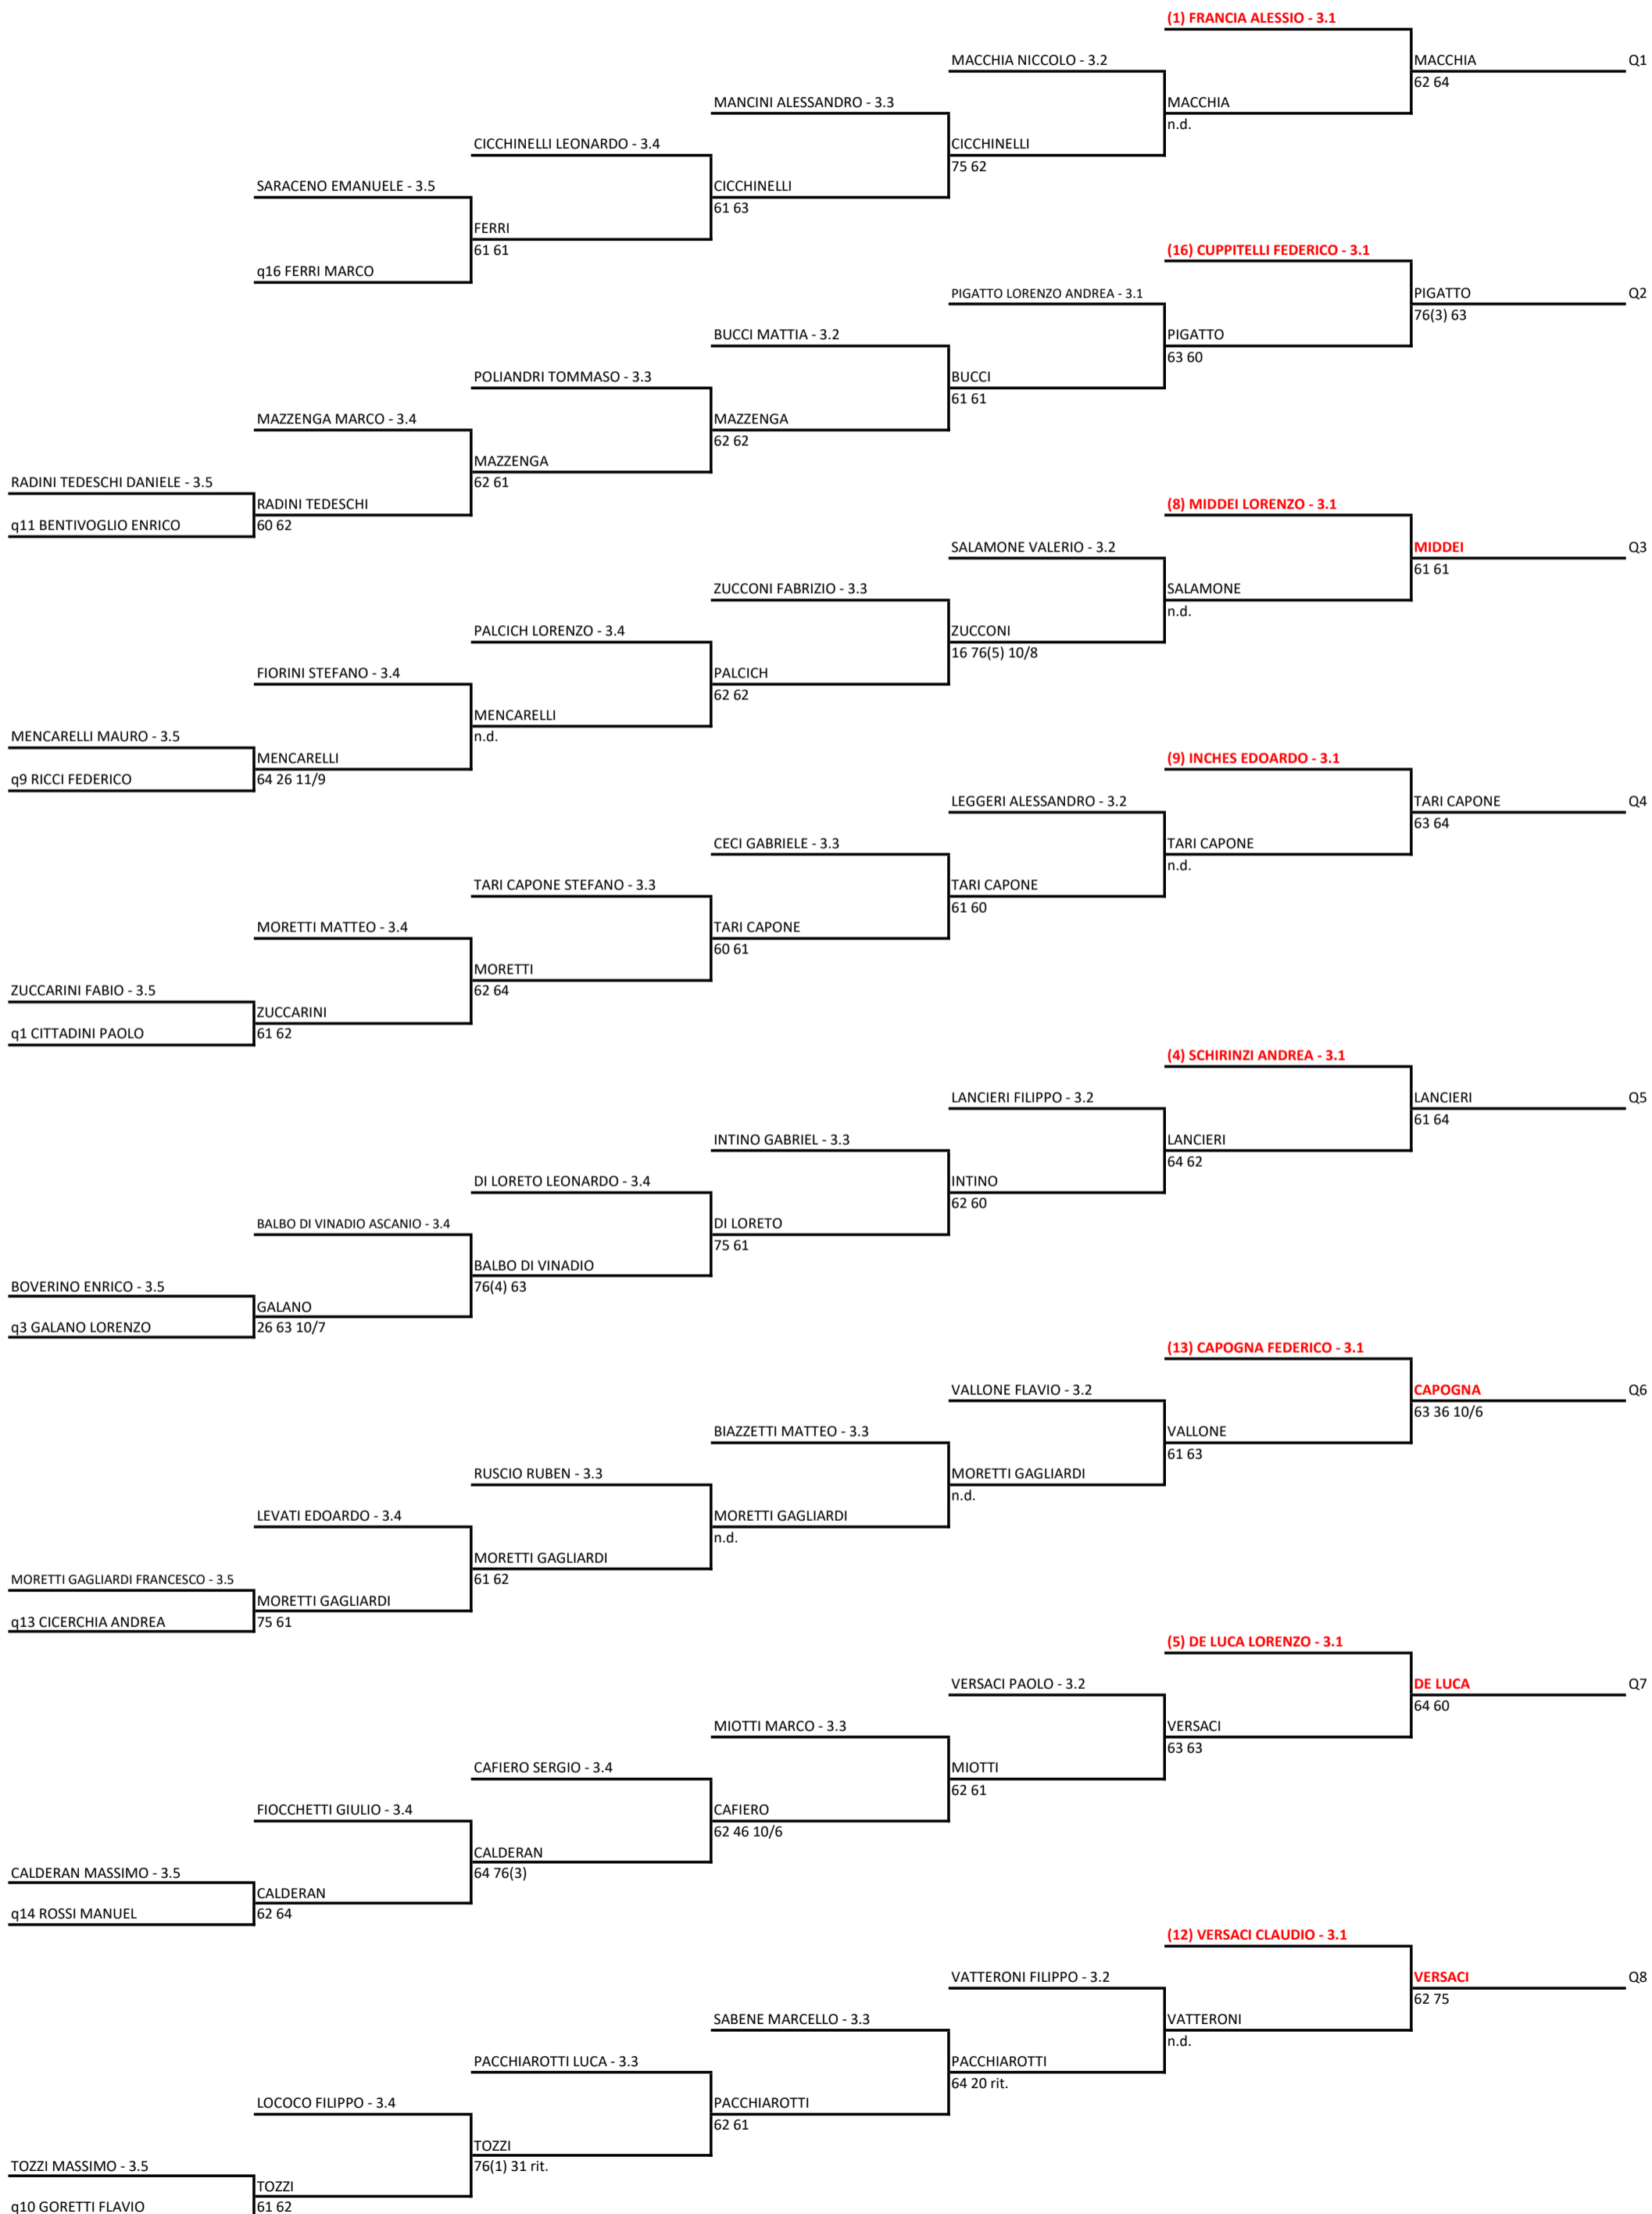 (1) FRANCIA ALESSIO - 3.1
MACCHIA NICCOLO - 3.2
MACCHIA
Q1
62 64
MANCINI ALESSANDRO - 3.3
MACCHIA
n.d.
CICCHINELLI LEONARDO - 3.4
CICCHINELLI
75 62
SARACENO EMANUELE - 3.5
CICCHINELLI
61 63
FERRI
61 61
q16 FERRI MARCO
(16) CUPPITELLI FEDERICO - 3.1
PIGATTO LORENZO ANDREA - 3.1
PIGATTO
Q2
76(3) 63
BUCCI MATTIA - 3.2
PIGATTO
63 60
POLIANDRI TOMMASO - 3.3
BUCCI
61 61
MAZZENGA MARCO - 3.4
MAZZENGA
62 62
MAZZENGA
62 61
RADINI TEDESCHI DANIELE - 3.5
RADINI TEDESCHI
60 62
q11 BENTIVOGLIO ENRICO
(8) MIDDEI LORENZO - 3.1
SALAMONE VALERIO - 3.2
MIDDEI
Q3
61 61
ZUCCONI FABRIZIO - 3.3
SALAMONE
n.d.
PALCICH LORENZO - 3.4
ZUCCONI
16 76(5) 10/8
FIORINI STEFANO - 3.4
PALCICH
62 62
MENCARELLI
n.d.
MENCARELLI MAURO - 3.5
MENCARELLI
64 26 11/9
q9 RICCI FEDERICO
(9) INCHES EDOARDO - 3.1
LEGGERI ALESSANDRO - 3.2
TARI CAPONE
Q4
63 64
CECI GABRIELE - 3.3
TARI CAPONE
n.d.
TARI CAPONE STEFANO - 3.3
TARI CAPONE
61 60
MORETTI MATTEO - 3.4
TARI CAPONE
60 61
MORETTI
62 64
ZUCCARINI FABIO - 3.5
ZUCCARINI
61 62
q1 CITTADINI PAOLO
(4) SCHIRINZI ANDREA - 3.1
LANCIERI FILIPPO - 3.2
LANCIERI
Q5
61 64
INTINO GABRIEL - 3.3
LANCIERI
64 62
DI LORETO LEONARDO - 3.4
INTINO
62 60
BALBO DI VINADIO ASCANIO - 3.4
DI LORETO
75 61
BALBO DI VINADIO
76(4) 63
BOVERINO ENRICO - 3.5
GALANO
26 63 10/7
q3 GALANO LORENZO
(13) CAPOGNA FEDERICO - 3.1
VALLONE FLAVIO - 3.2
CAPOGNA
Q6
63 36 10/6
BIAZZETTI MATTEO - 3.3
VALLONE
61 63
RUSCIO RUBEN - 3.3
MORETTI GAGLIARDI
n.d.
LEVATI EDOARDO - 3.4
MORETTI GAGLIARDI
n.d.
MORETTI GAGLIARDI
61 62
MORETTI GAGLIARDI FRANCESCO - 3.5
MORETTI GAGLIARDI
75 61
q13 CICERCHIA ANDREA
(5) DE LUCA LORENZO - 3.1
VERSACI PAOLO - 3.2
DE LUCA
Q7
64 60
MIOTTI MARCO - 3.3
VERSACI
63 63
CAFIERO SERGIO - 3.4
MIOTTI
62 61
FIOCCHETTI GIULIO - 3.4
CAFIERO
62 46 10/6
CALDERAN
64 76(3)
CALDERAN MASSIMO - 3.5
CALDERAN
62 64
q14 ROSSI MANUEL
(12) VERSACI CLAUDIO - 3.1
VATTERONI FILIPPO - 3.2
VERSACI
Q8
62 75
SABENE MARCELLO - 3.3
VATTERONI
n.d.
PACCHIAROTTI LUCA - 3.3
PACCHIAROTTI
64 20 rit.
LOCOCO FILIPPO - 3.4
PACCHIAROTTI
62 61
TOZZI
76(1) 31 rit.
TOZZI MASSIMO - 3.5
TOZZI
61 62
q10 GORETTI FLAVIO